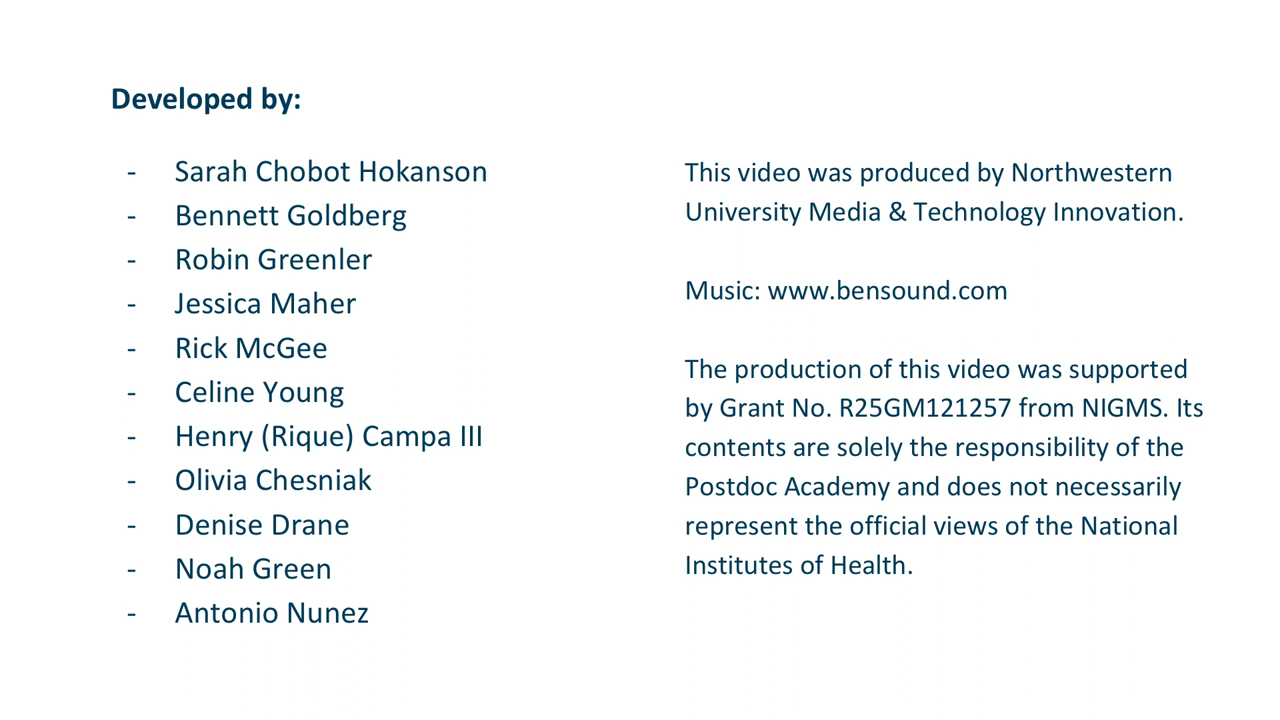 Developed by:
- Sarah Chobot Hokanson
- Bennett Goldberg
- Robin Greenler
- Jessica Maher
- Rick McGee
- Celine Young
- Henry (Rique) Campa III
- Olivia Chesniak
- Denise Drane
- Noah Green
- Antonio Nunez
This video was produced by Northwestern
University Media & Technology Innovation.
Music: www.bensound.com
The production of this video was supported
by Grant No. R25GM121257 from NIGMS. Its
contents are solely the responsibility of the
Postdoc Academy and does not necessarily
represent the official views of the National
Institutes of Health.